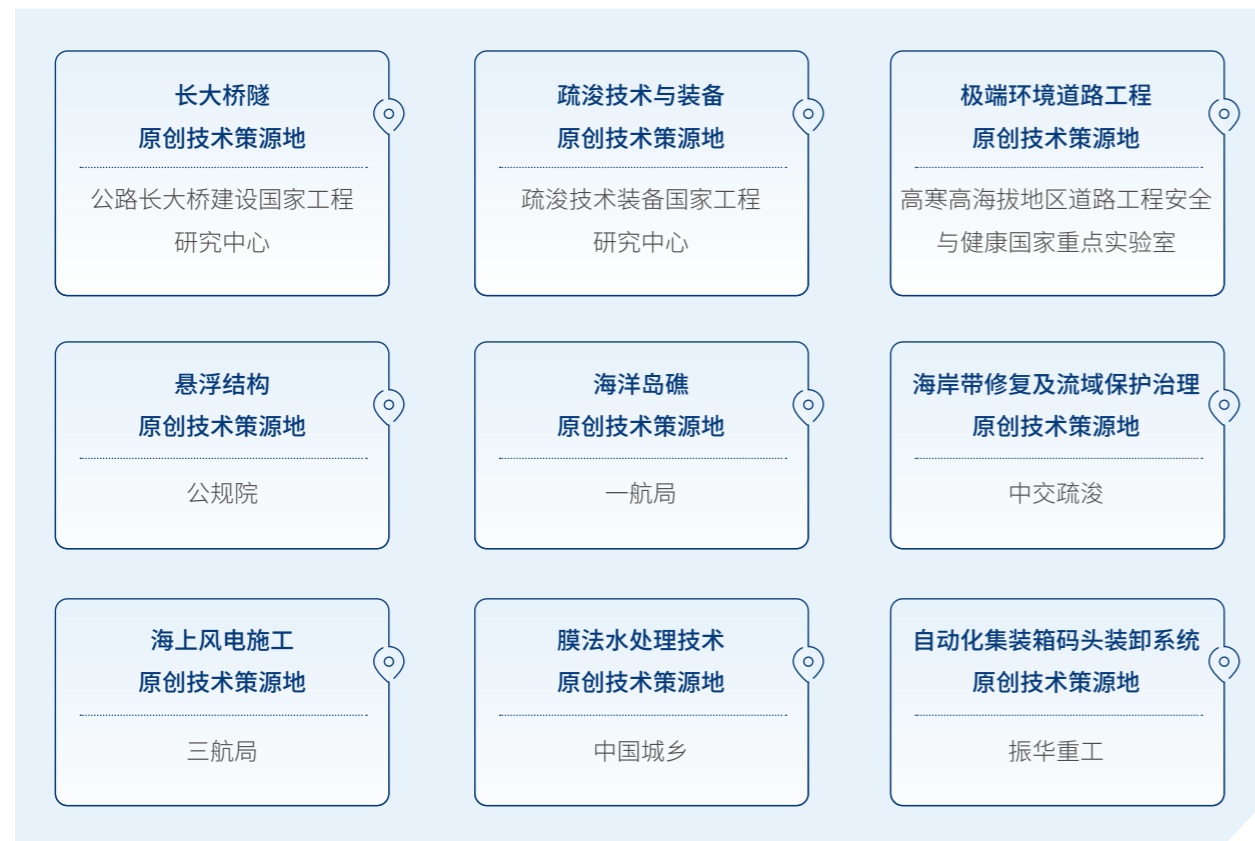 长大桥隧
原创技术策源地
公路长大桥建设国家工程
研究中心
疏浚技术与装备
原创技术策源地
疏浚技术装备国家工程
研究中心
极端环境道路工程
原创技术策源地
高寒高海拔地区道路工程安全
与健康国家重点实验室
悬浮结构
原创技术策源地
公规院
海洋岛礁
原创技术策源地
一航局
海岸带修复及流域保护治理
原创技术策源地
中交疏浚
海上风电施工
原创技术策源地
三航局
膜法水处理技术
原创技术策源地
中国城乡
自动化集装箱码头装卸系统
原创技术策源地
振华重工